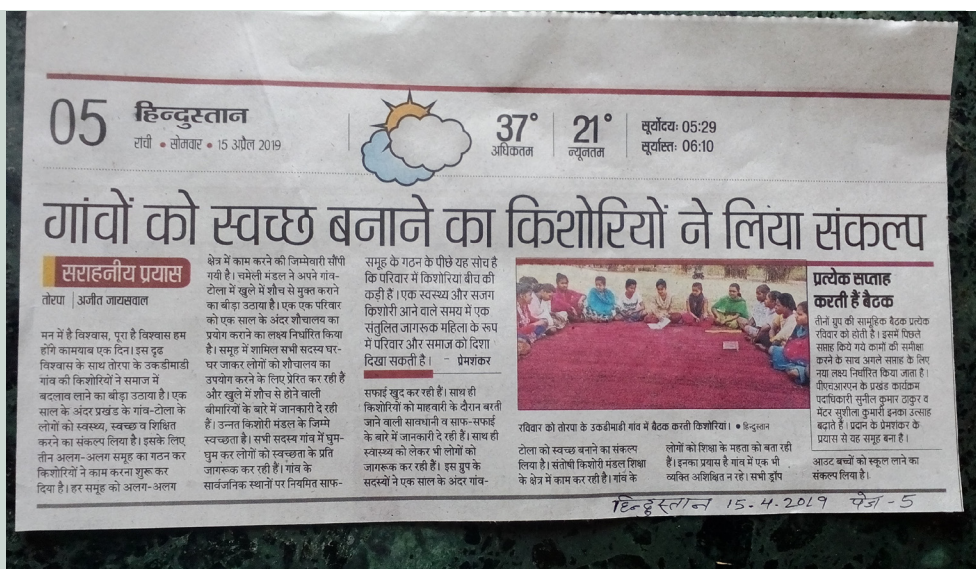 05
हिन्दुस्तान
रांची • सोमवार • 15 अप्रैल 2019
37°
अधिकतम
21°
न्यूनतम
सूर्योदय: 05:29
सूर्यास्त: 06:10
गांवों को स्वच्छ बनाने का किशोरियों ने लिया संकल्प
सराहनीय प्रयास
तोरपा | अजीत जायसवाल
मन में है विश्वास, पूरा है विश्वास हम
होंगे कामयाब एक दिन। इस दृढ़
विश्वास के साथ तोरपा के उकड़ीमाडी
गांव की किशोरियों ने समाज में
बदलाव लाने का बीड़ा उठाया है। एक
साल के अंदर प्रखंड के गांव-टोला के
लोगों को स्वस्थ्य, स्वच्छ व शिक्षित
करने का संकल्प लिया है। इसके लिए
तीन अलग-अलग समूह का गठन कर
किशोरियों ने काम करना शुरू कर
दिया है। हर समूह को अलग-अलग
क्षेत्र में काम करने की जिम्मेवारी सौंपी
गयी है। चमेली मंडल ने अपने गांव-
टोला में खुले में शौच से मुक्त कराने
का बीड़ा उठाया है। एक एक परिवार
को एक साल के अंदर शौचालय का
प्रयोग कराने का लक्ष्य निर्धारित किया
है। समूह में शामिल सभी सदस्य घर-
घर जाकर लोगों को शौचालय का
उपयोग करने के लिए प्रेरित कर रही हैं
और खुले में शौच से होने वाली
बीमारियों के बारे में जानकारी दे रही
हैं। उन्नत किशोरी मंडल के जिम्मे
स्वच्छता है। सभी सदस्य गांव में घुम-
घुम कर लोगों को स्वच्छता के प्रति
जागरूक कर रही हैं। गांव के
सार्वजनिक स्थानों पर नियमित साफ-
समूह के गठन के पीछे यह सोच है
कि परिवार में किशोरियां बीच की
कड़ी हैं। एक स्वस्थ्य और सजग
किशोरी आने वाले समय में एक
संतुलित जागरूक महिला के रूप
में परिवार और समाज को दिशा
दिखा सकती है। - प्रेमशंकर
सफाई खुद कर रही हैं। साथ ही
किशोरियों को माहवारी के दौरान बरती
जाने वाली सावधानी व साफ-सफाई
के बारे में जानकारी दे रही हैं। साथ ही
स्वास्थ्य को लेकर भी लोगों को
जागरूक कर रही हैं। इस ग्रुप के
सदस्यों ने एक साल के अंदर गांव-
रविवार को तोरपा के उकडीमाडी गांव में बैठक करती किशोरियां। • हिन्दुस्तान
टोला को स्वच्छ बनाने का संकल्प
लिया है। संतोषी किशोरी मंडल शिक्षा
के क्षेत्र में काम कर रही है। गांव के
लोगों को शिक्षा के महता को बता रही
हैं। इनका प्रयास है गांव में एक भी
व्यक्ति अशिक्षित न रहे। सभी ड्रॉप
आउट बच्चों को स्कूल लाने का
संकल्प लिया है।
प्रत्येक सप्ताह
करती हैं बैठक
तीनों ग्रुप की सामूहिक बैठक प्रत्येक
रविवार को होती है। इसमें पिछले
सप्ताह किये गये कार्यों की समीक्षा
करने के साथ अगले सप्ताह के लिए
नया लक्ष्य निर्धारित किया जाता है।
पीएचआरएन के प्रखंड कार्यक्रम
पदाधिकारी सुनील कुमार ठाकुर व
मेंटर सुशीला कुमारी इनका उत्साह
बढ़ाते है। प्रदान के प्रेमशंकर के
प्रयास से यह समूह बना है।
हिन्दुस्तान 15-4-2019 पेज-5